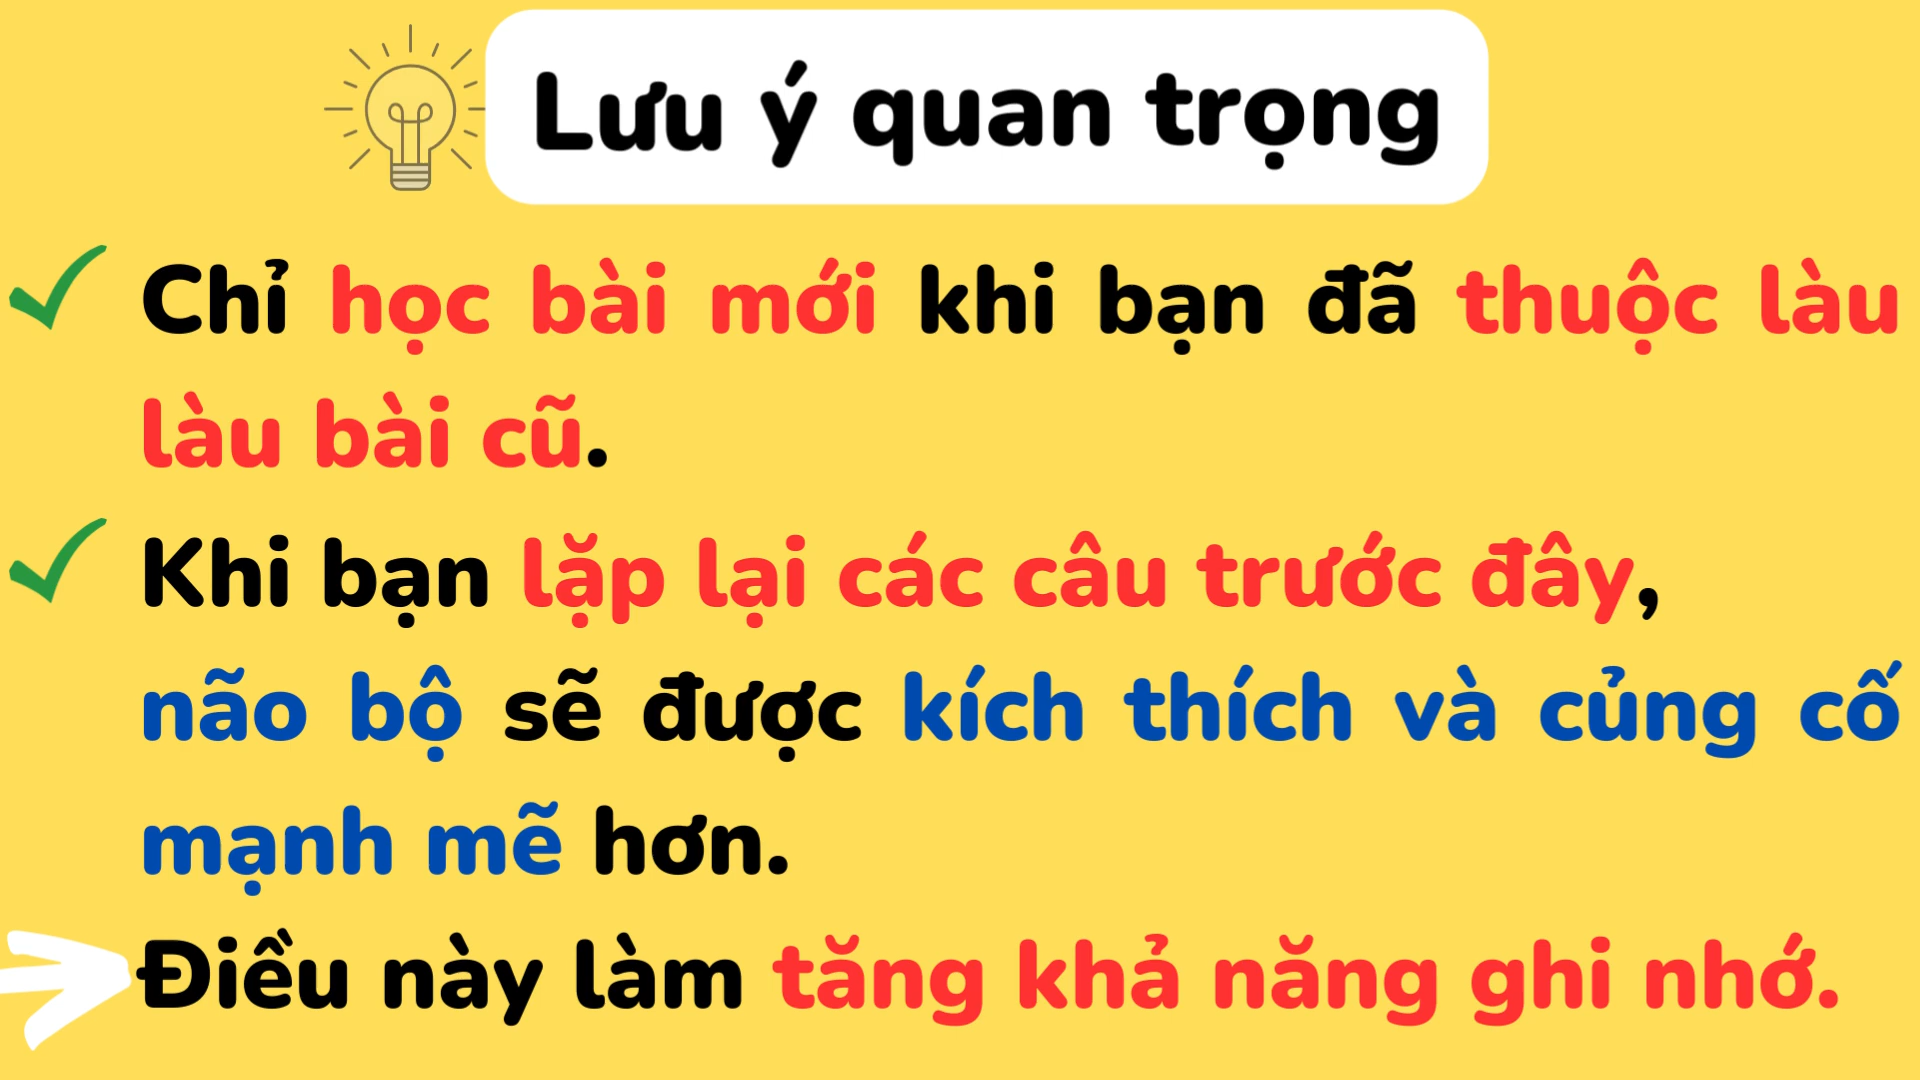 Lưu ý quan trọng
Chỉ học bài mới khi bạn đã thuộc làu
làu bài cũ.
Khi bạn lặp lại các câu trước đây,
não bộ sẽ được kích thích và củng cố
mạnh mẽ hơn.
Điều này làm tăng khả năng ghi nhớ.